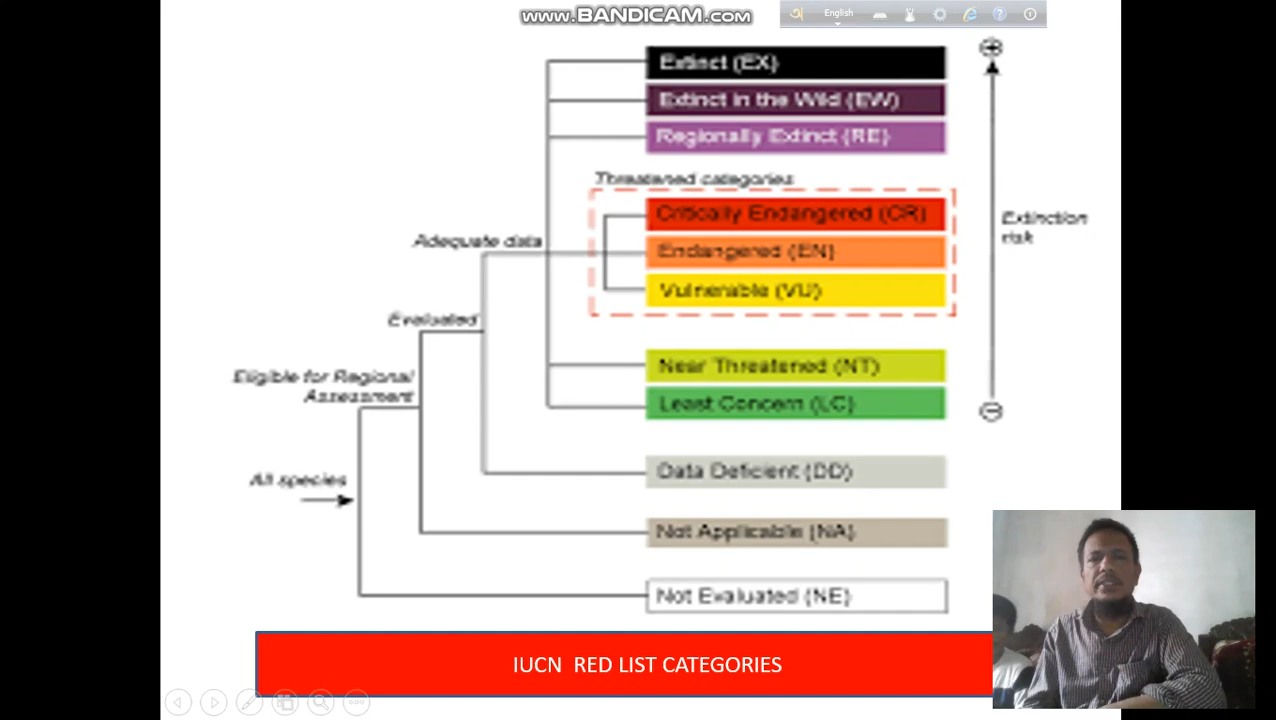 www.BANDICAM.com
অ English
Extinct (EX)
Extinct in the Wild (EW)
Regionally Extinct (RE)
Threatened categories
Critically Endangered (CR)
Extinction
risk
Adequate data
Endangered (EN)
Vulnerable (VU)
Evaluated
Near Threatened (NT)
Eligible for Regional
Assessment
Least Concern (LC)
Data Deficient (DD)
All species
Not Applicable (NA)
Not Evaluated (NE)
IUCN RED LIST CATEGORIES